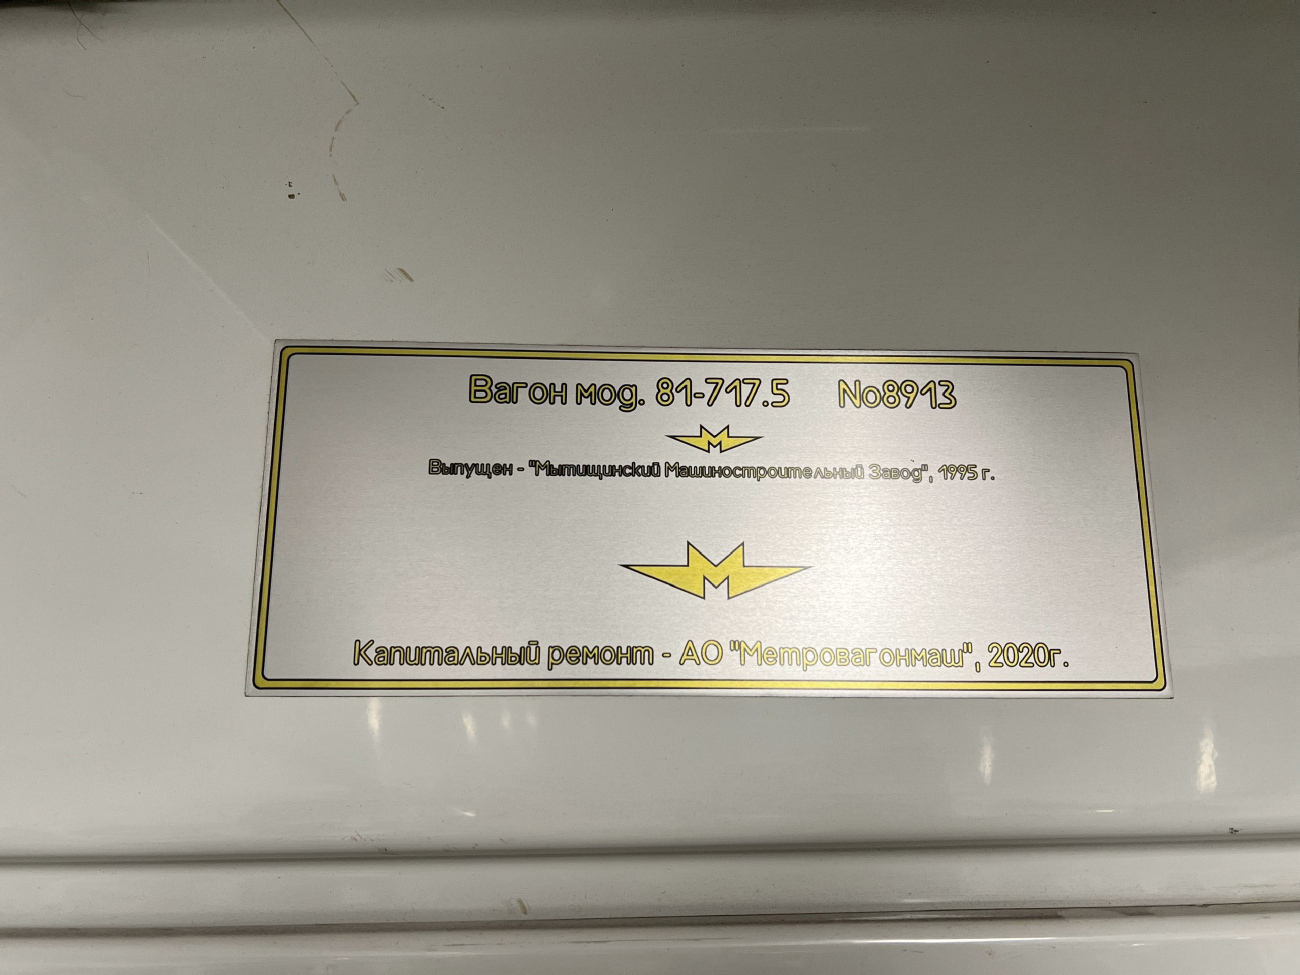 Вагон мод. 81-717.5 No8913
М
Выпущен - "Мытищинский Машиностроительный Завод", 1995 г.
М
Капитальный ремонт - АО "Метровагонмаш", 2020г.